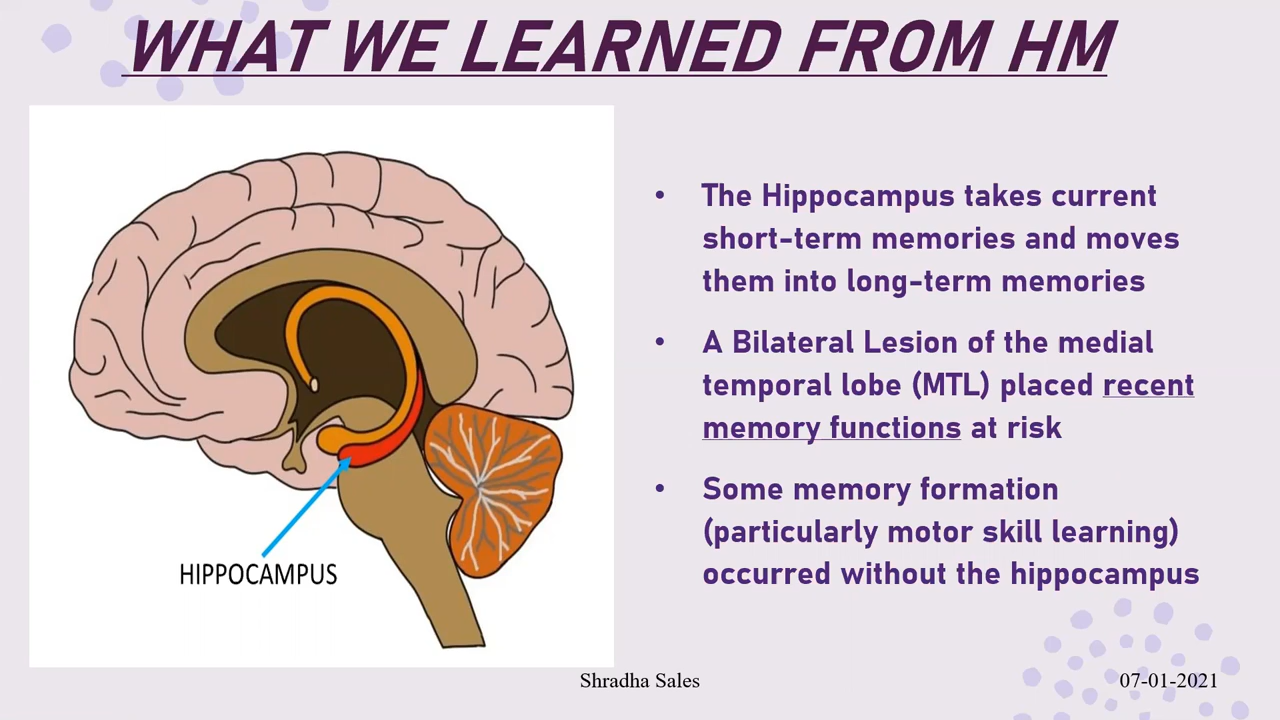 WHAT WE LEARNED FROM HM
HIPPOCAMPUS
• The Hippocampus takes current
short-term memories and moves
them into long-term memories
• A Bilateral Lesion of the medial
temporal lobe (MTL) placed recent
memory functions at risk
• Some memory formation
(particularly motor skill learning)
occurred without the hippocampus
Shradha Sales
07-01-2021